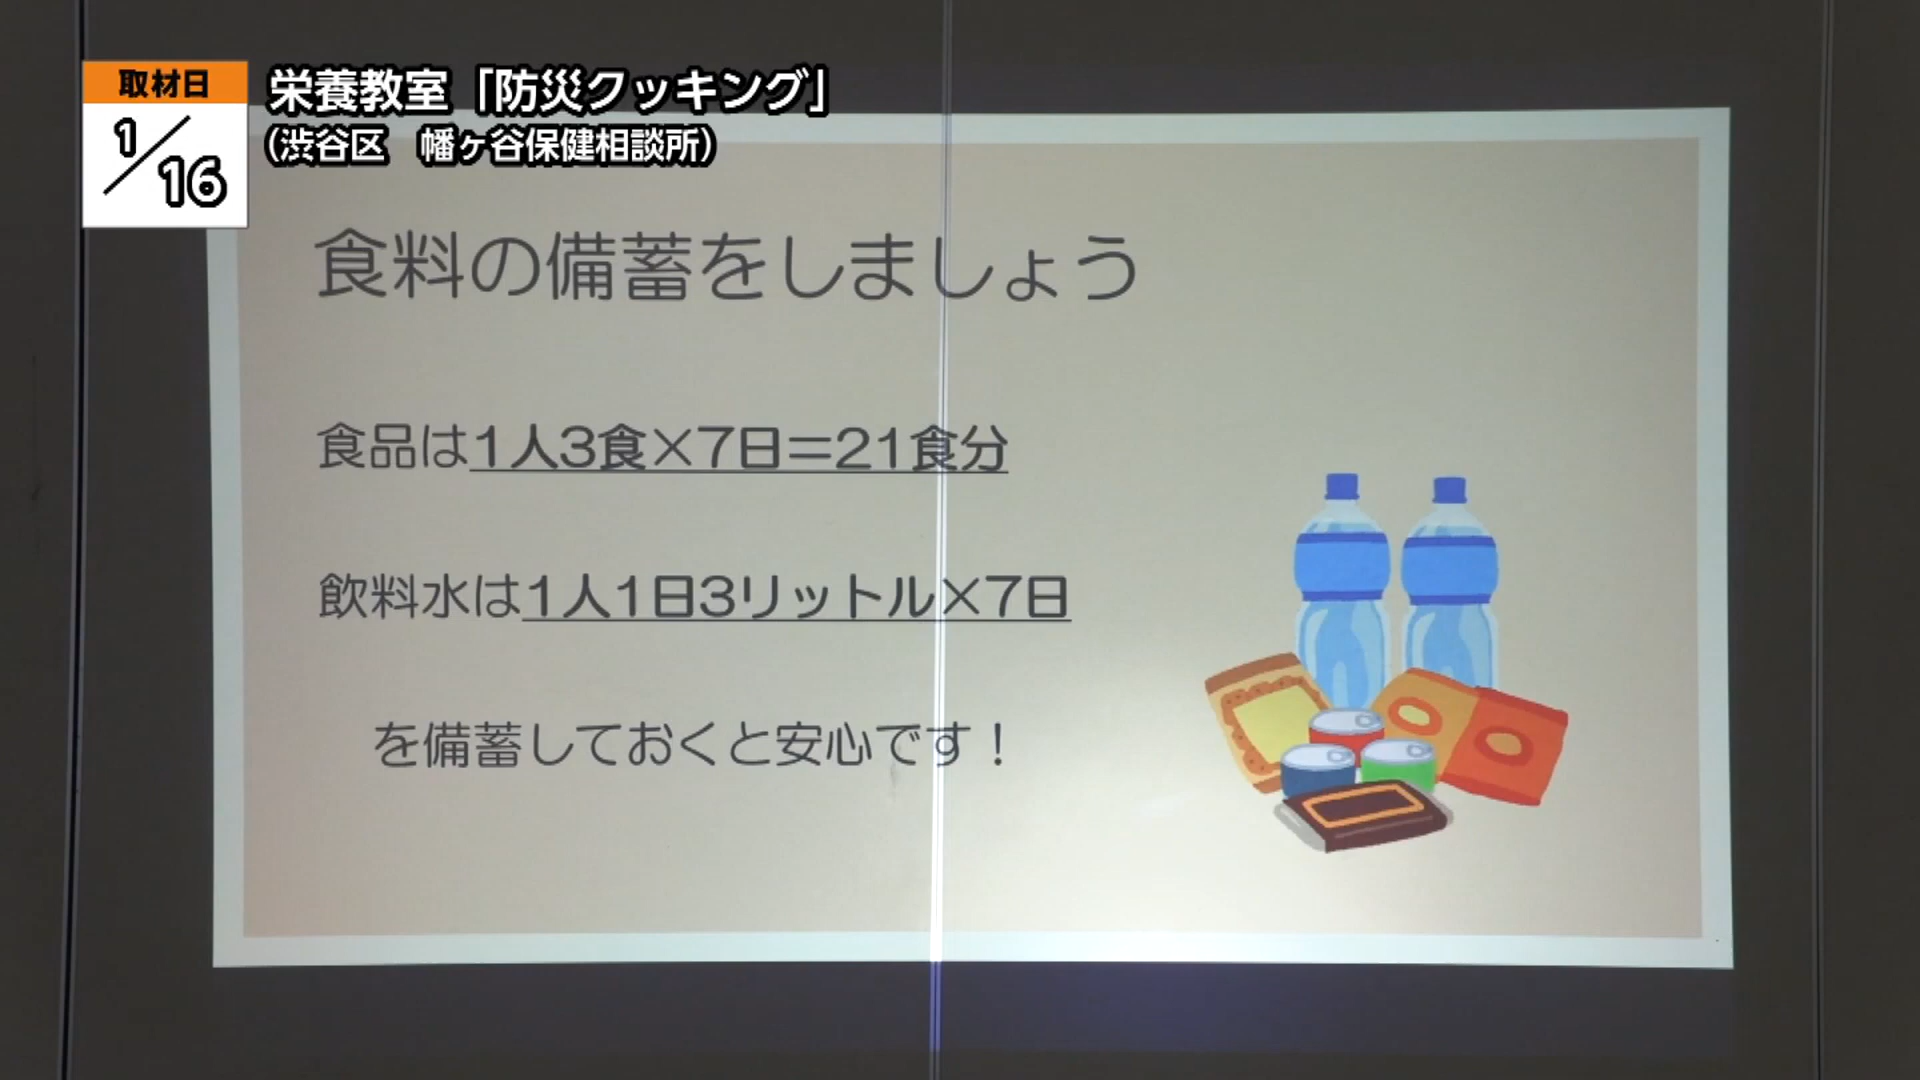 取材日
1/16
栄養教室「防災クッキング」
(渋谷区　幡ヶ谷保健相談所)
食料の備蓄をしましょう
食品は1人3食×7日=21食分
飲料水は1人1日3リットル×7日
を備蓄しておくと安心です！